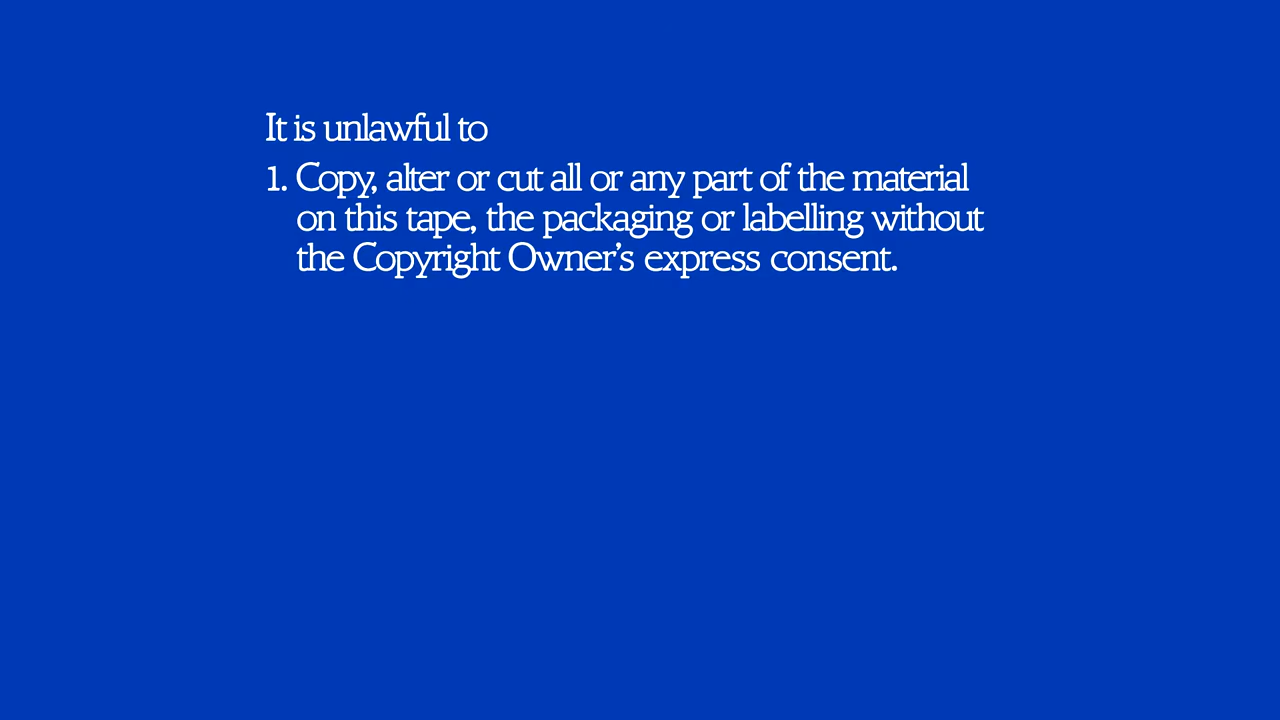 It is unlawful to
1. Copy, alter or cut all or any part of the material
on this tape, the packaging or labelling without
the Copyright Owner’s express consent.